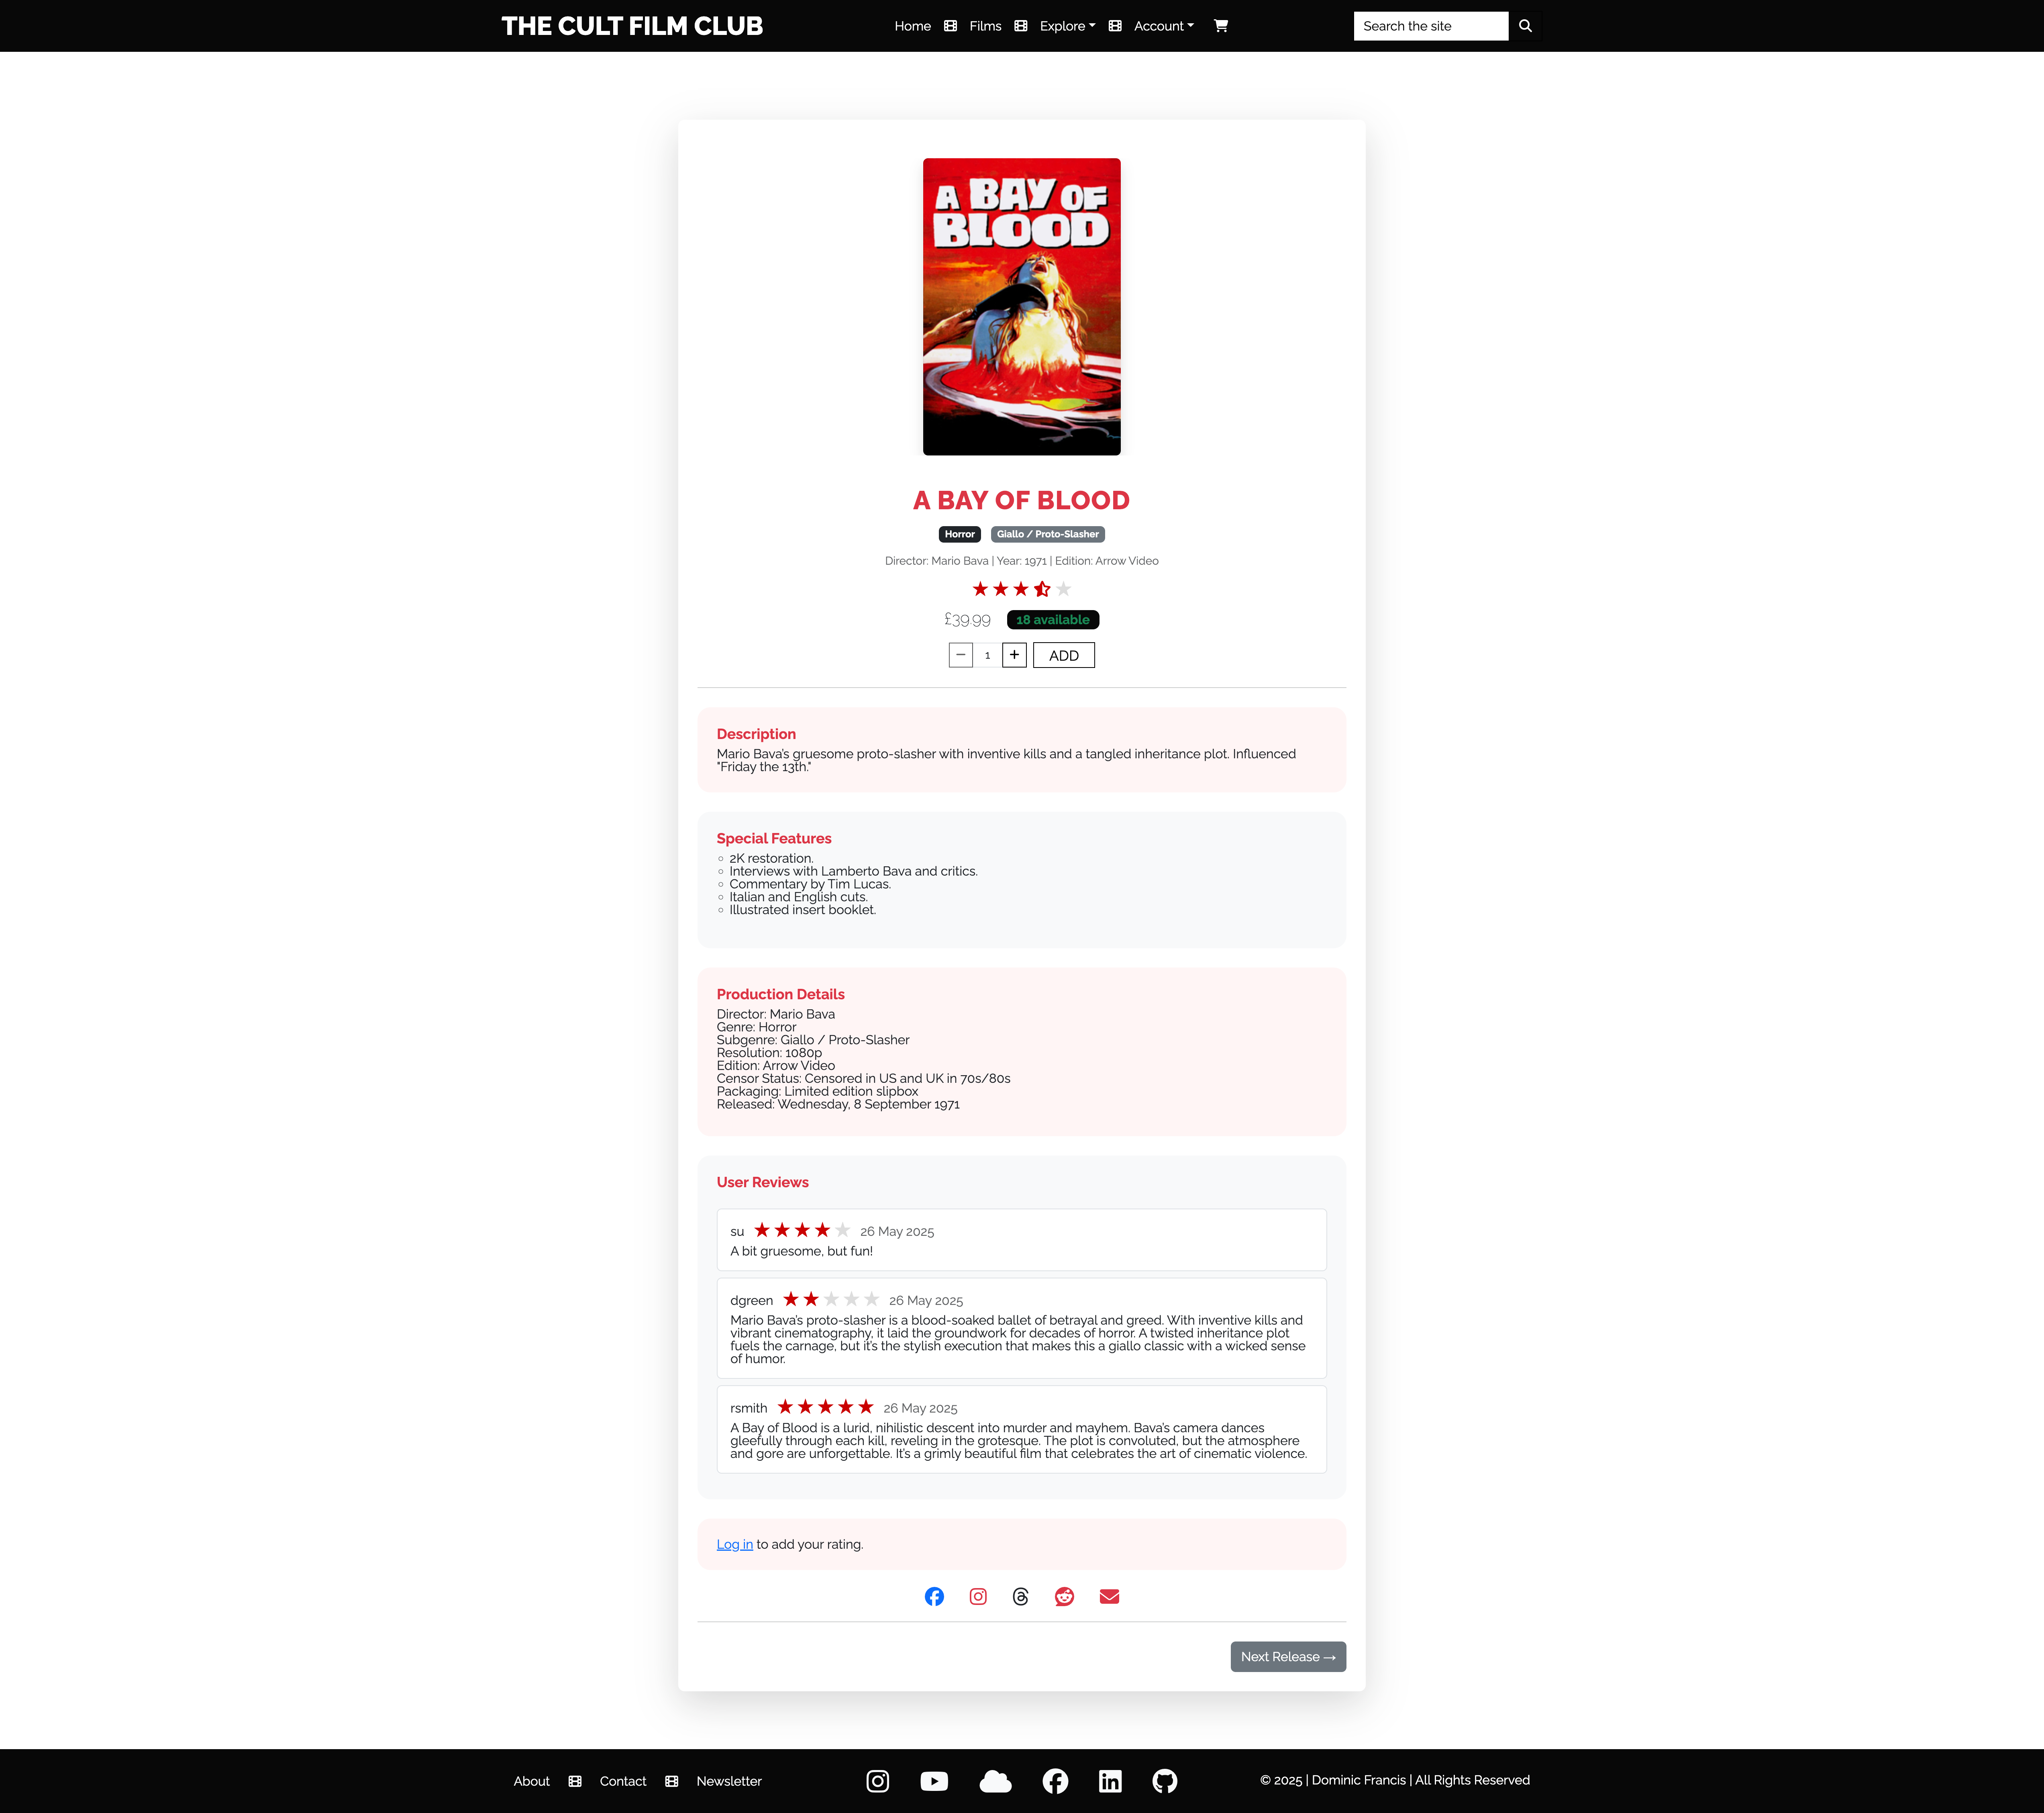 THE CULT FILM CLUB
Home Films Explore Account
Search the site
A BAY OF
BLOOD
A BAY OF BLOOD
Horror Giallo / Proto-Slasher
Director: Mario Bava | Year: 1971 | Edition: Arrow Video
£39.99 18 available
− 1 + ADD
Description
Mario Bava's gruesome proto-slasher with inventive kills and a tangled inheritance plot. Influenced
"Friday the 13th."
Special Features
2K restoration.
Interviews with Lamberto Bava and critics.
Commentary by Tim Lucas.
Italian and English cuts.
Illustrated insert booklet.
Production Details
Director: Mario Bava
Genre: Horror
Subgenre: Giallo / Proto-Slasher
Resolution: 1080p
Edition: Arrow Video
Censor Status: Censored in US and UK in 70s/80s
Packaging: Limited edition slipbox
Released: Wednesday, 8 September 1971
User Reviews
su 26 May 2025
A bit gruesome, but fun!
dgreen 26 May 2025
Mario Bava's proto-slasher is a blood-soaked ballet of betrayal and greed. With inventive kills and
vibrant cinematography, it laid the groundwork for decades of horror. A twisted inheritance plot
fuels the carnage, but it's the stylish execution that makes this a giallo classic with a wicked sense
of humor.
rsmith 26 May 2025
A Bay of Blood is a lurid, nihilistic descent into murder and mayhem. Bava's camera dances
gleefully through each kill, reveling in the grotesque. The plot is convoluted, but the atmosphere
and gore are unforgettable. It's a grimly beautiful film that celebrates the art of cinematic violence.
Log in to add your rating.
Next Release →
About Contact Newsletter
© 2025 | Dominic Francis | All Rights Reserved